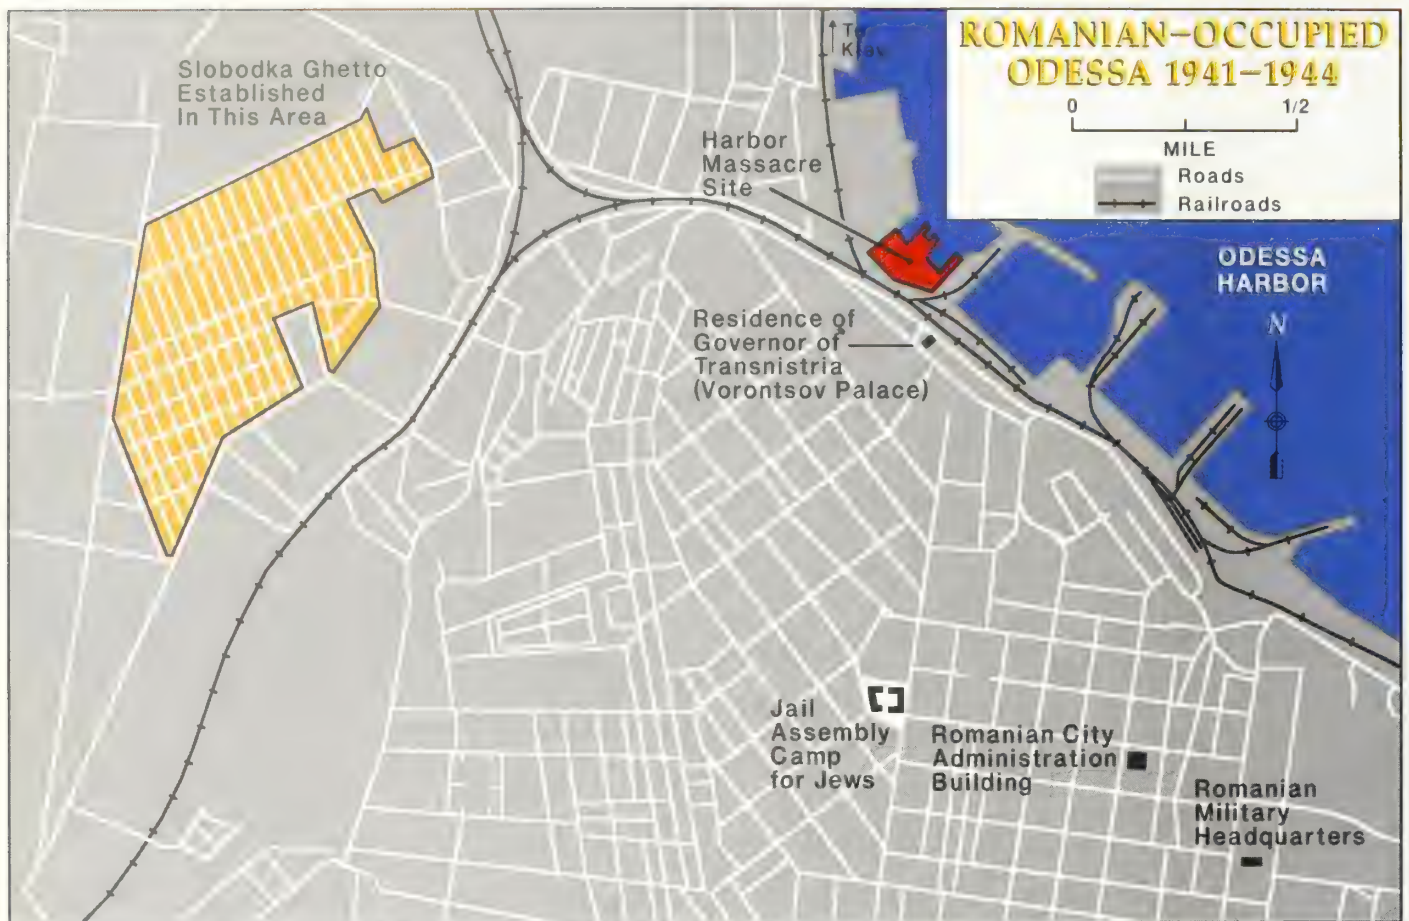 ROMANIAN–OCCUPIED
ODESSA 1941–1944
0 1/2
MILE
Roads
Railroads
To
Kiev
Slobodka Ghetto
Established
In This Area
Harbor
Massacre
Site
ODESSA
HARBOR
N
Residence of
Governor of
Transnistria
(Vorontsov Palace)
Jail
Assembly
Camp
for Jews
Romanian City
Administration
Building
Romanian
Military
Headquarters